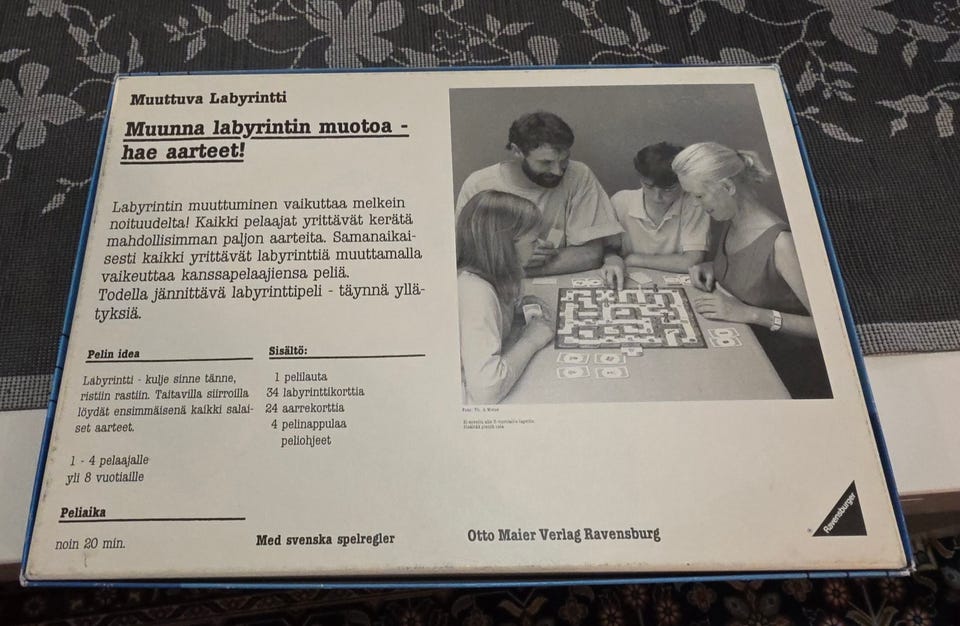 Muuttuva Labyrintti
Muunna labyrintin muotoa -
hae aarteet!
Labyrintin muuttuminen vaikuttaa melkein
noituudelta! Kaikki pelaajat yrittävät kerätä
mahdollisimman paljon aarteita. Samanaikai-
sesti kaikki yrittävät labyrinttiä muuttamalla
vaikeuttaa kanssapelaajiensa peliä.
Todella jännittävä labyrinttipeli - täynnä yllä-
tyksiä.
Pelin idea
Labyrintti - kulje sinne tänne,
ristiin rastiin. Taitavilla siirroilla
löydät ensimmäisenä kaikki salai-
set aarteet.
1 - 4 pelaajalle
yli 8 vuotiaille
Peliaika
noin 20 min.
Sisältö:
1 pelilauta
34 labyrinttikorttia
24 aarrekorttia
4 pelinappulaa
peliohjeet
Med svenska spelregler
Otto Maier Verlag Ravensburg
Ravensburger